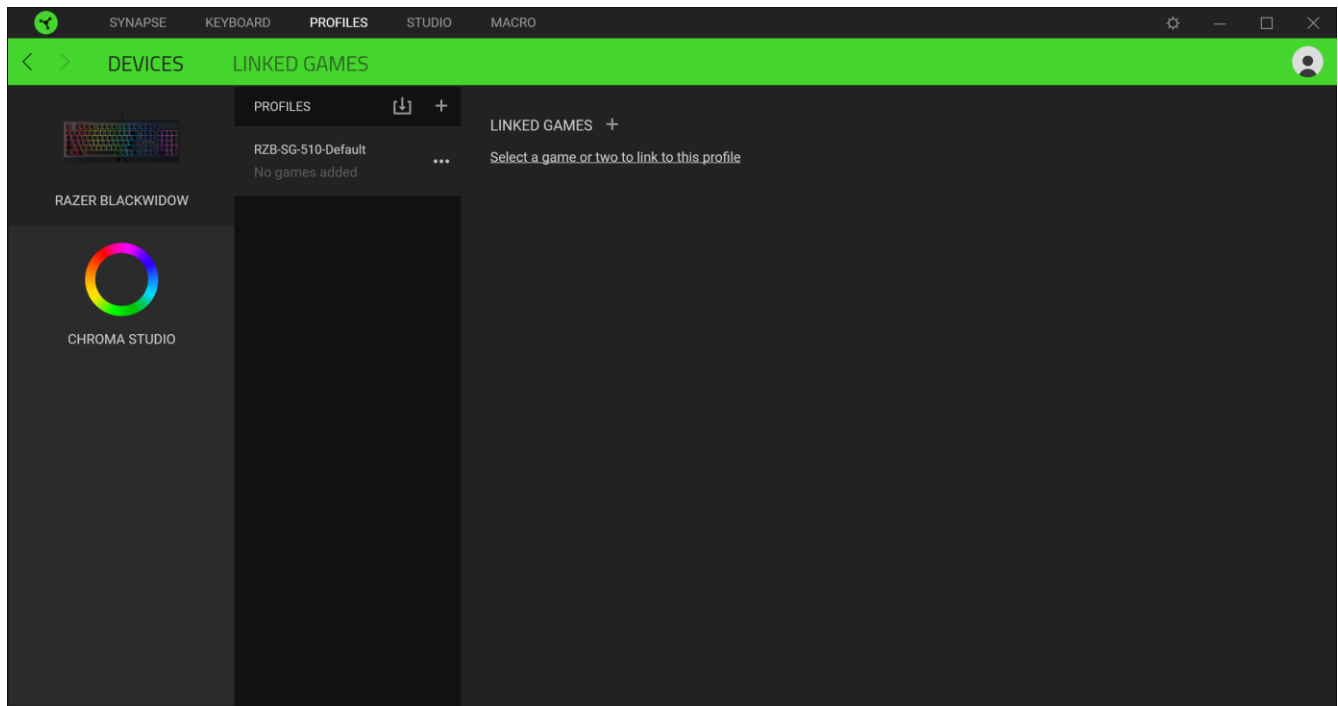 SYNAPSE KEYBOARD PROFILES STUDIO MACRO
DEVICES LINKED GAMES
RAZER BLACKWIDOW
CHROMA STUDIO
PROFILES
RZB-SG-510-Default
No games added
LINKED GAMES
Select a game or two to link to this profile